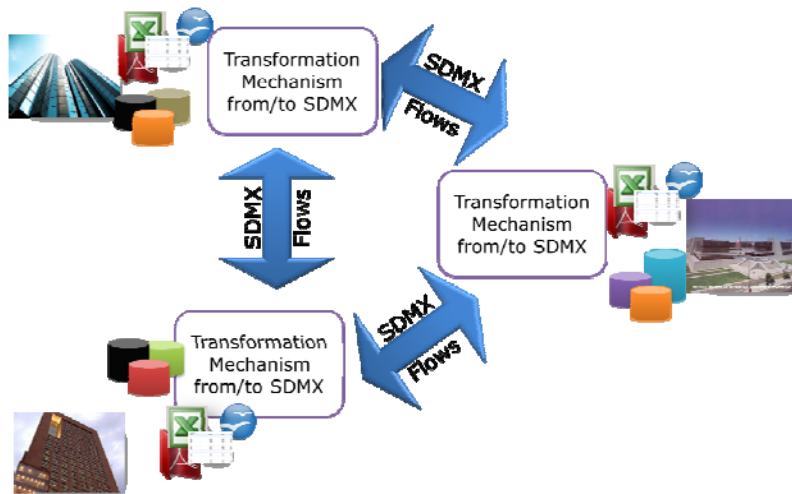 Transformation
Mechanism
from/to SDMX
SDMX
Flows
SDMX
Flows
Transformation
Mechanism
from/to SDMX
SDMX
Flows
Transformation
Mechanism
from/to SDMX